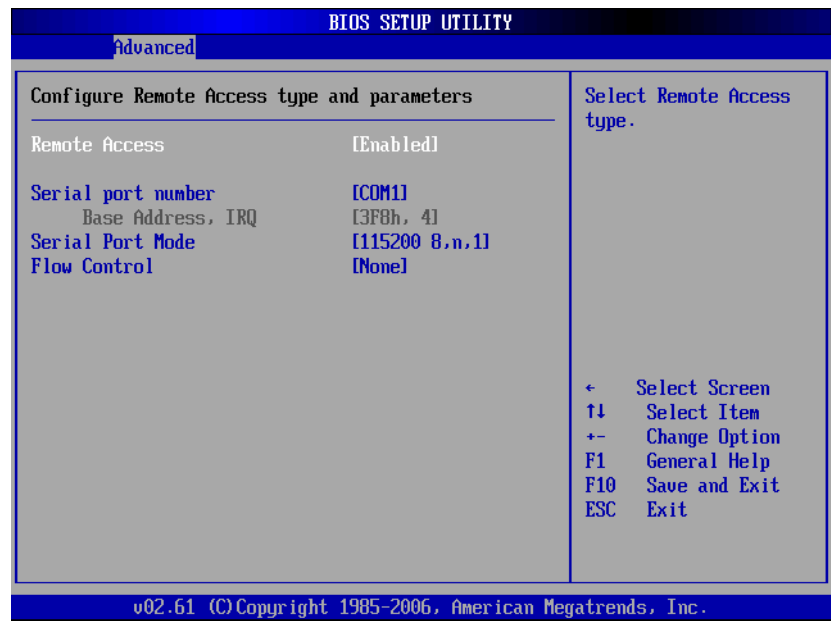 BIOS SETUP UTILITY
Advanced
Configure Remote Access type and parameters
Remote Access [Enabled]
Serial port number [COM1]
Base Address, IRQ [3F8h, 4]
Serial Port Mode [115200 8,n,1]
Flow Control [None]
Select Remote Access
type.
← Select Screen
↑↓ Select Item
+- Change Option
F1 General Help
F10 Save and Exit
ESC Exit
v02.61 (C)Copyright 1985-2006, American Megatrends, Inc.